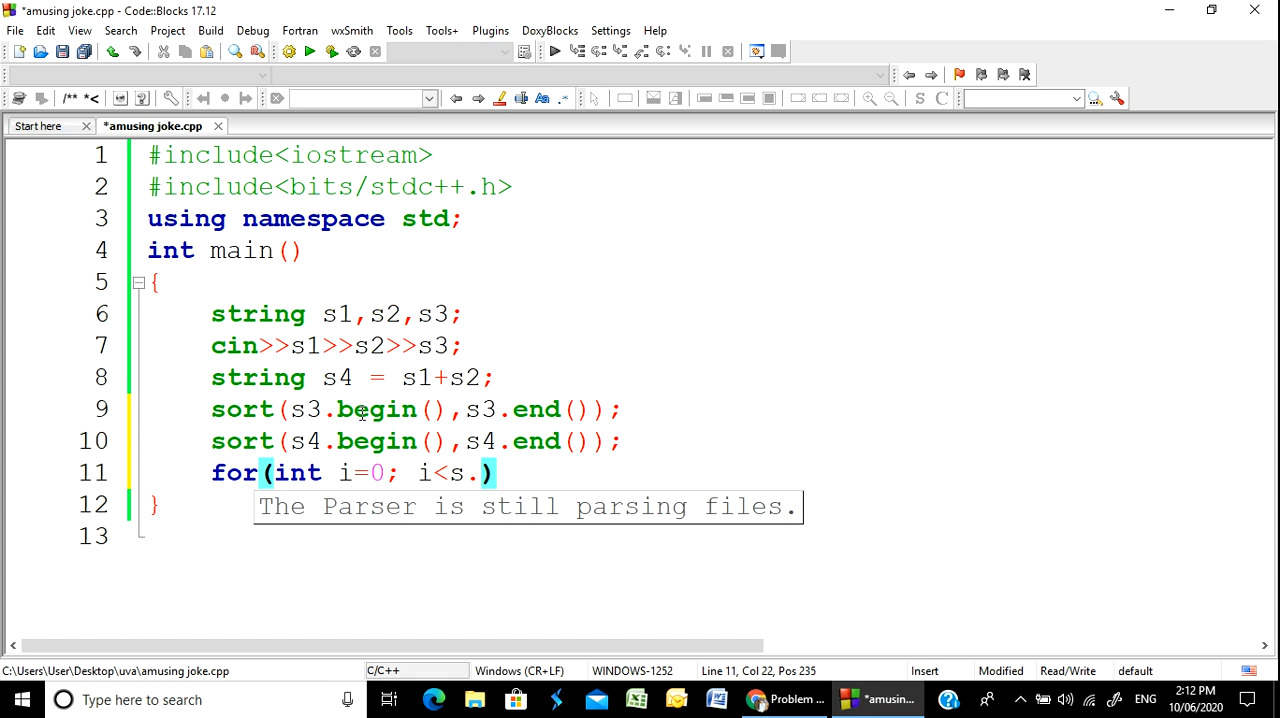 *amusing joke.cpp - Code::Blocks 17.12
File Edit View Search Project Build Debug Fortran wxSmith Tools Tools+ Plugins DoxyBlocks Settings Help
/** *<
S C
Start here *amusing joke.cpp
1 #include<iostream>
2 #include<bits/stdc++.h>
3 using namespace std;
4 int main()
5 {
6 string s1,s2,s3;
7 cin>>s1>>s2>>s3;
8 string s4 = s1+s2;
9 sort(s3.begin(),s3.end());
10 sort(s4.begin(),s4.end());
11 for(int i=0; i<s.)
12 }
The Parser is still parsing files.
13
C:\Users\User\Desktop\uva\amusing joke.cpp C/C++ Windows (CR+LF) WINDOWS-1252 Line 11, Col 22, Pos 235 Insert Modified Read/Write default
Type here to search Problem ... *amusin... ENG 2:12 PM
10/06/2020